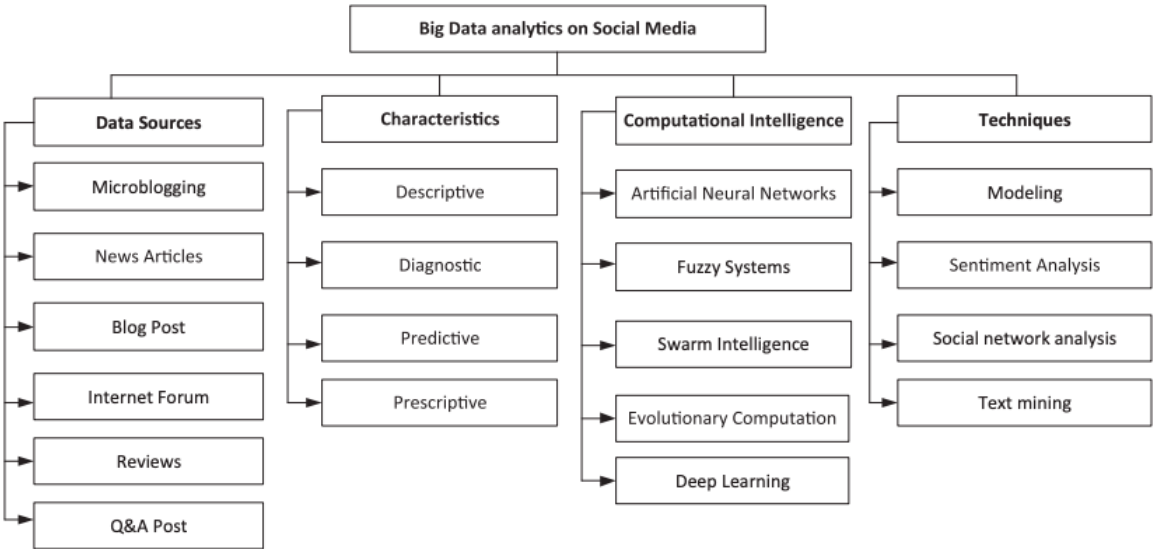 Big Data analytics on Social Media
Data Sources
Microblogging
News Articles
Blog Post
Internet Forum
Reviews
Q&A Post
Characteristics
Descriptive
Diagnostic
Predictive
Prescriptive
Computational Intelligence
Artificial Neural Networks
Fuzzy Systems
Swarm Intelligence
Evolutionary Computation
Deep Learning
Techniques
Modeling
Sentiment Analysis
Social network analysis
Text mining